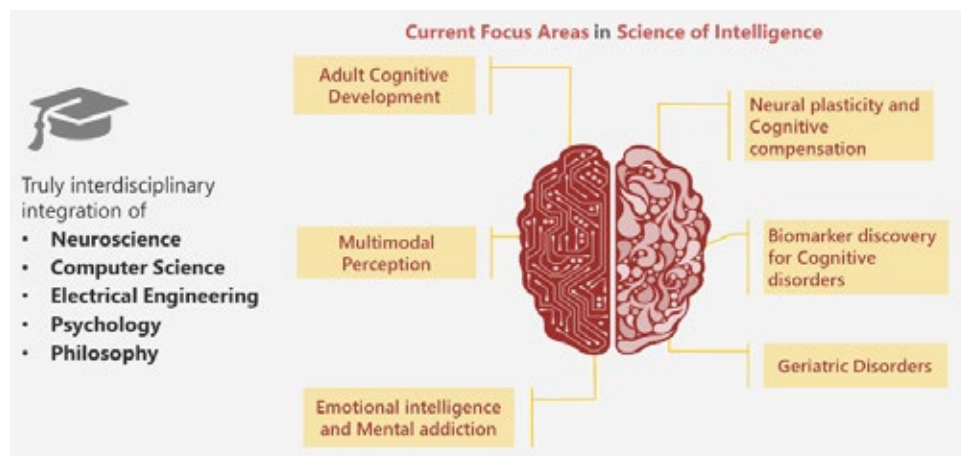 Current Focus Areas in Science of Intelligence
Adult Cognitive
Development
Neural plasticity and
Cognitive
compensation
Truly interdisciplinary
integration of
• Neuroscience
• Computer Science
• Electrical Engineering
• Psychology
• Philosophy
Multimodal
Perception
Biomarker discovery
for Cognitive
disorders
Geriatric Disorders
Emotional intelligence
and Mental addiction